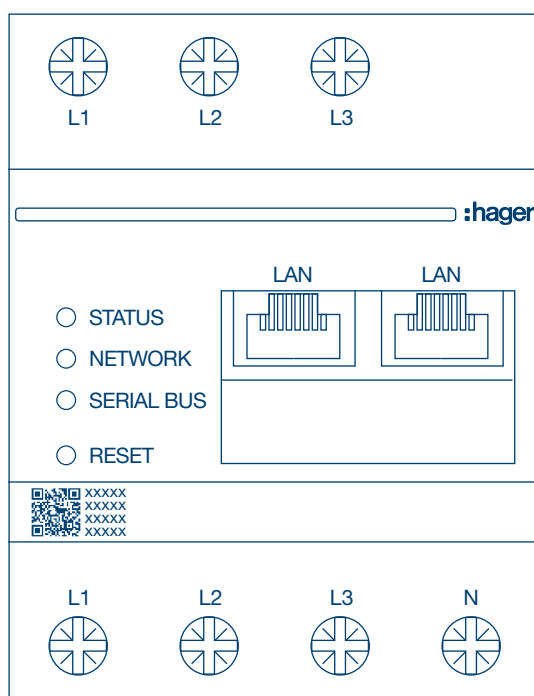 L1 L2 L3
:hager
LAN LAN
STATUS
NETWORK
SERIAL BUS
RESET
XXXXX
XXXXX
XXXXX
XXXXX
L1 L2 L3 N